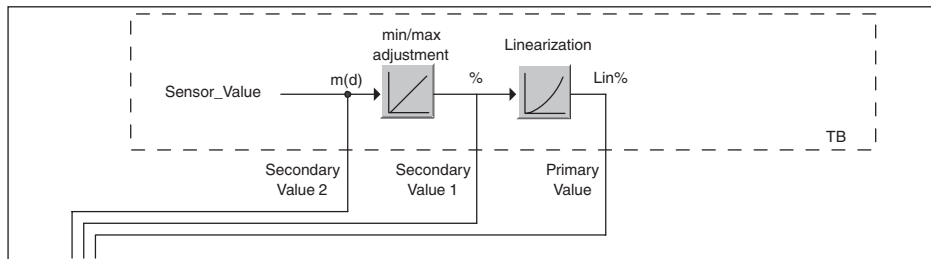 min/max
adjustment
Linearization
Sensor_Value
m(d)
%
Lin%
TB
Secondary
Value 2
Secondary
Value 1
Primary
Value